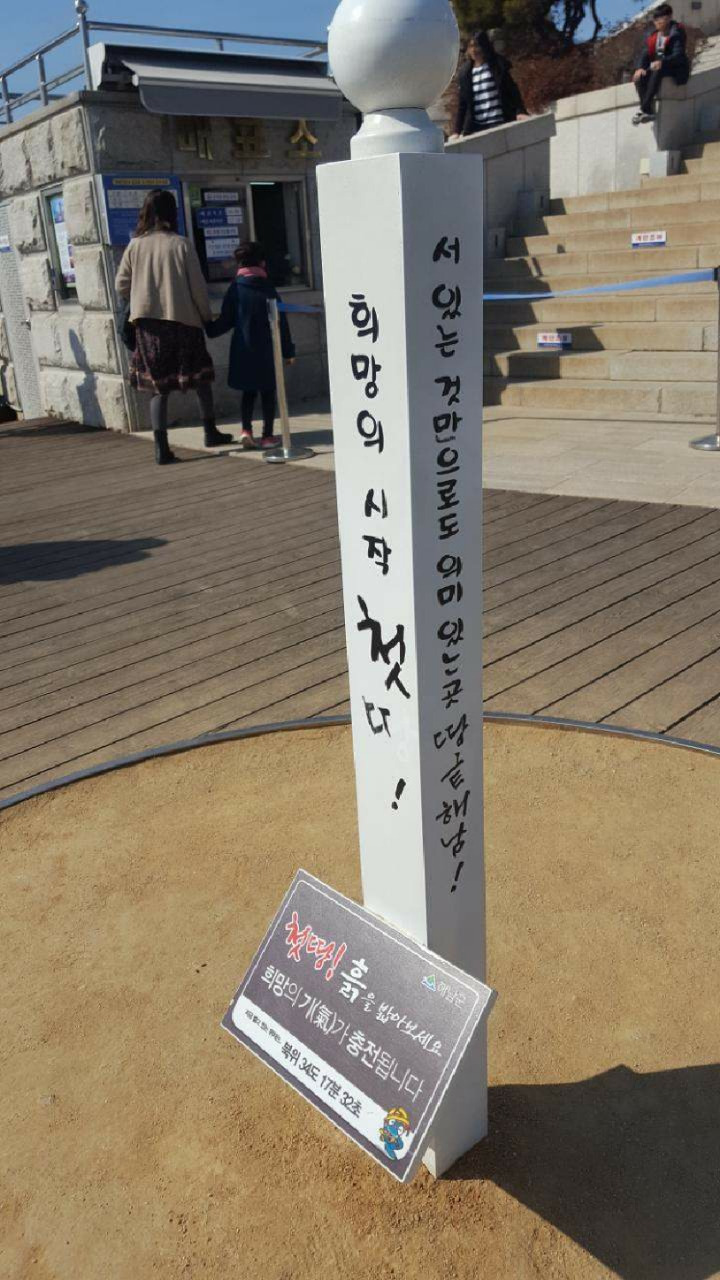 매표소
희망의 시작 첫
서 있는 것만으로도 의미 있는 곳 땅끝 해남!
해남군
첫땅! 흙을 밟아보세요
희망의 기(氣)가 충전됩니다
북위 34도 17분 32초